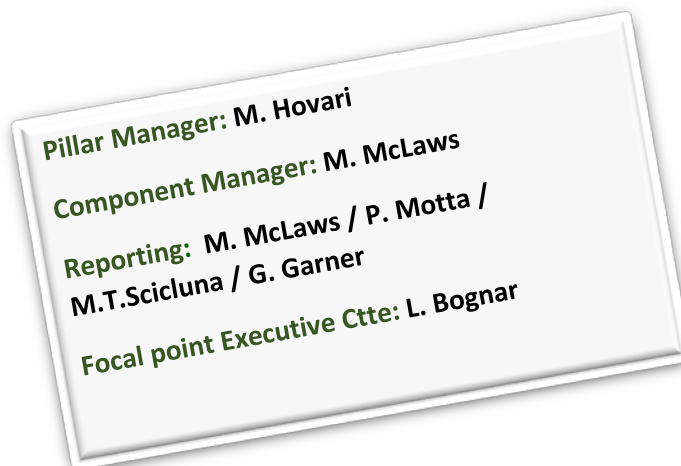 Pillar Manager: M. Hovari
Component Manager: M. McLaws
Reporting: M. McLaws / P. Motta /
M.T.Scicluna / G. Garner
Focal point Executive Ctte: L. Bognar